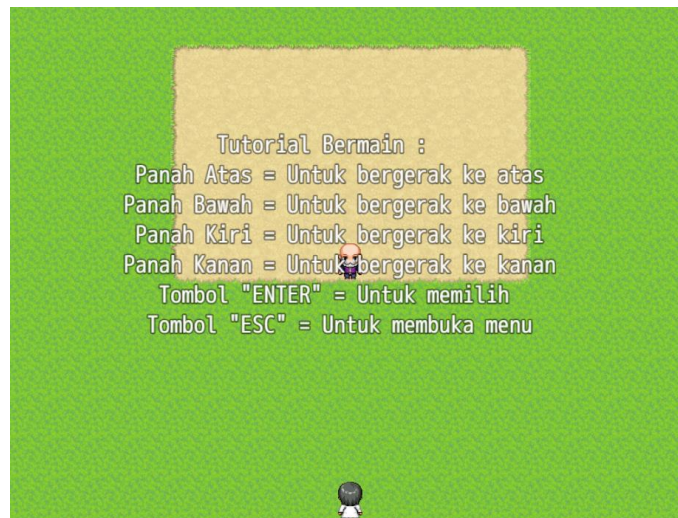 Tutorial Bermain :
Panah Atas = Untuk bergerak ke atas
Panah Bawah = Untuk bergerak ke bawah
Panah Kiri = Untuk bergerak ke kiri
Panah Kanan = Untuk bergerak ke kanan
Tombol "ENTER" = Untuk memilih
Tombol "ESC" = Untuk membuka menu